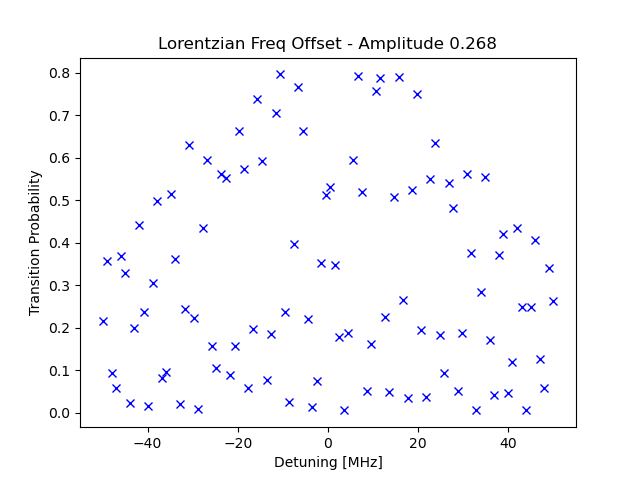 Lorentzian Freq Offset - Amplitude 0.268
Transition Probability
0.8
0.7
0.6
0.5
0.4
0.3
0.2
0.1
0.0
−40 −20 0 20 40
Detuning [MHz]